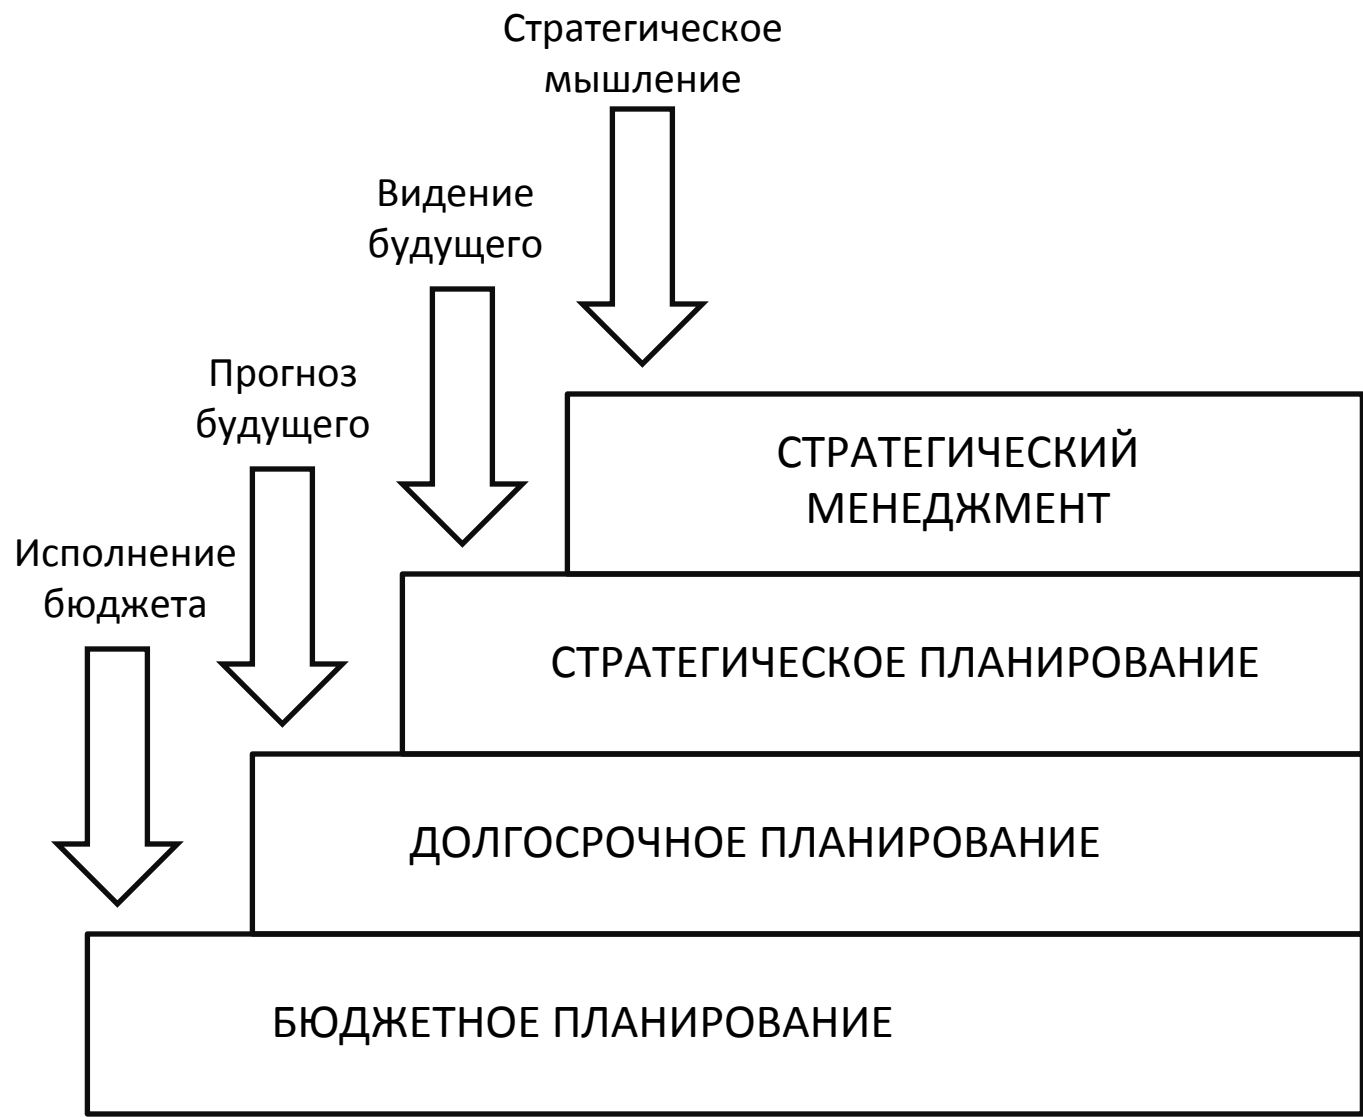 Стратегическое
мышление
Видение
будущего
Прогноз
будущего
СТРАТЕГИЧЕСКИЙ
МЕНЕДЖМЕНТ
Исполнение
бюджета
СТРАТЕГИЧЕСКОЕ ПЛАНИРОВАНИЕ
ДОЛГОСРОЧНОЕ ПЛАНИРОВАНИЕ
БЮДЖЕТНОЕ ПЛАНИРОВАНИЕ